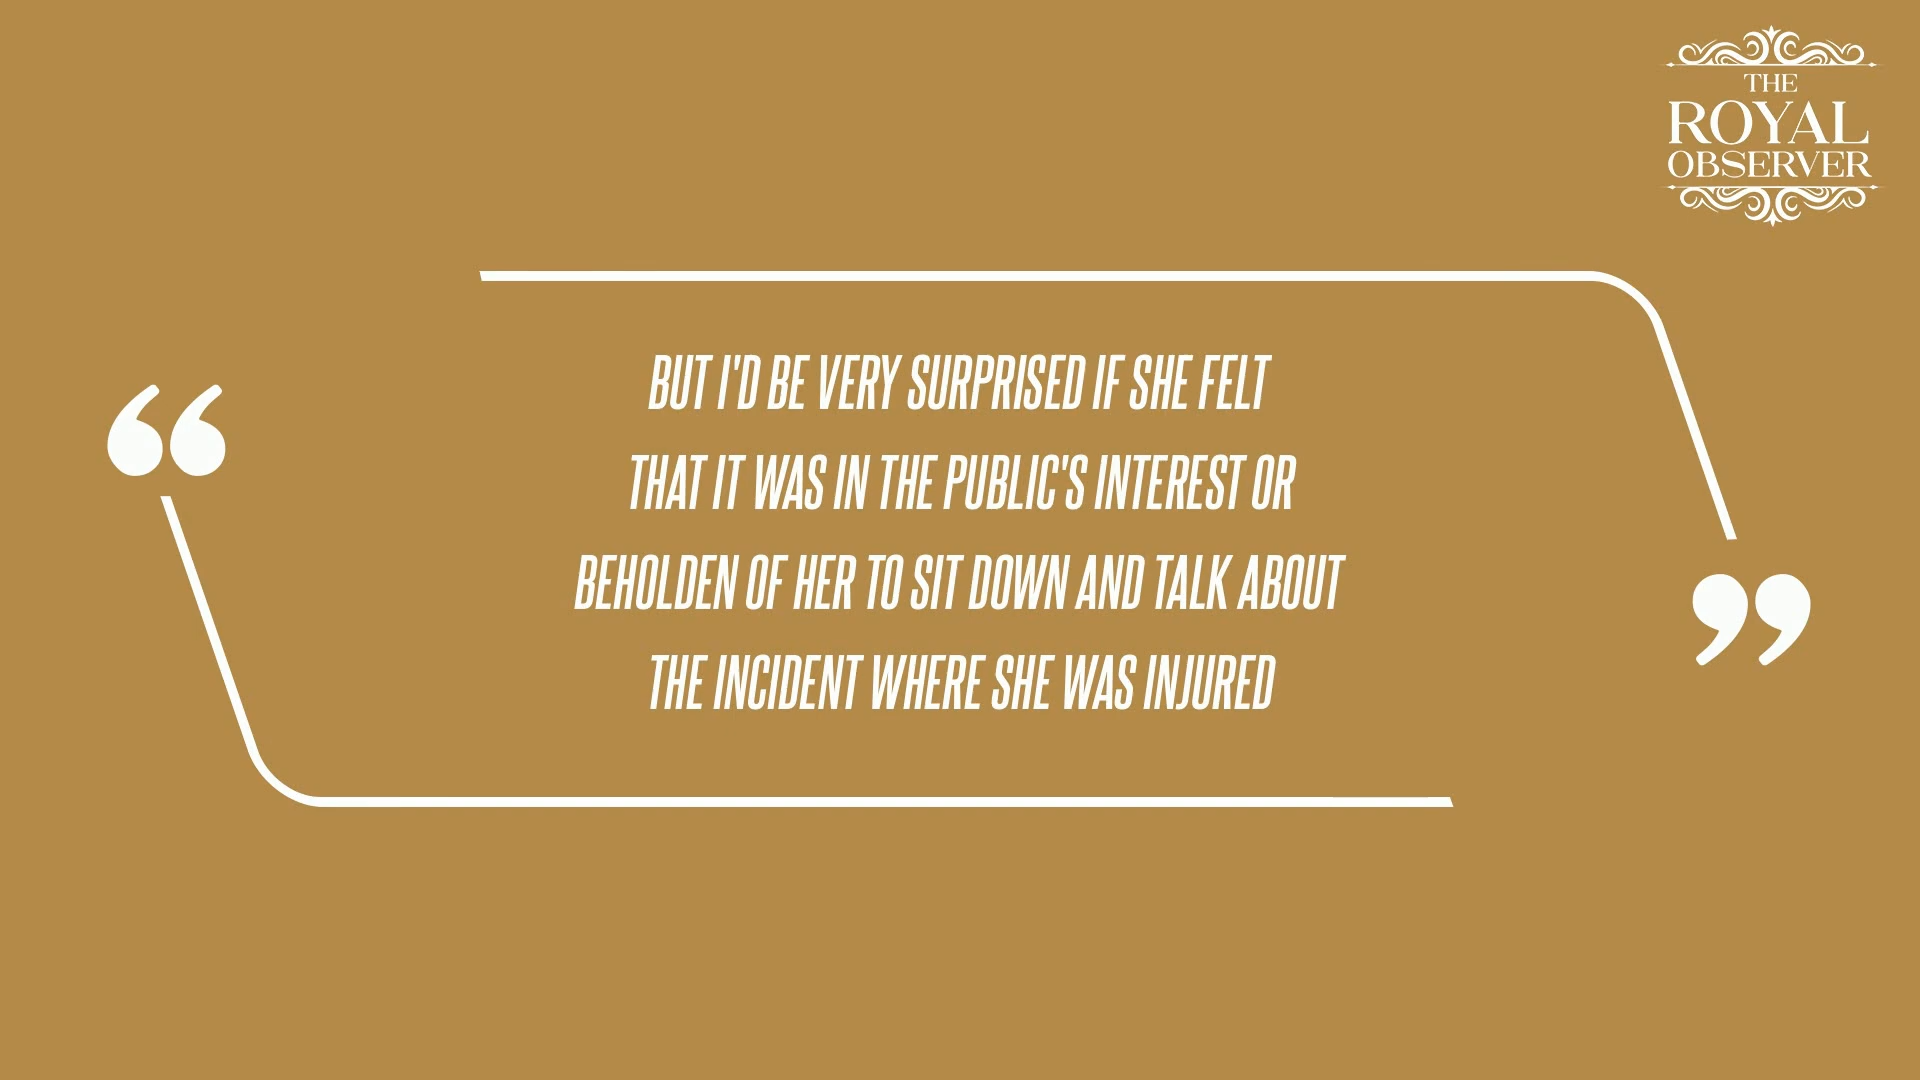 THE
ROYAL
OBSERVER
BUT I'D BE VERY SURPRISED IF SHE FELT
THAT IT WAS IN THE PUBLIC'S INTEREST OR
BEHOLDEN OF HER TO SIT DOWN AND TALK ABOUT
THE INCIDENT WHERE SHE WAS INJURED